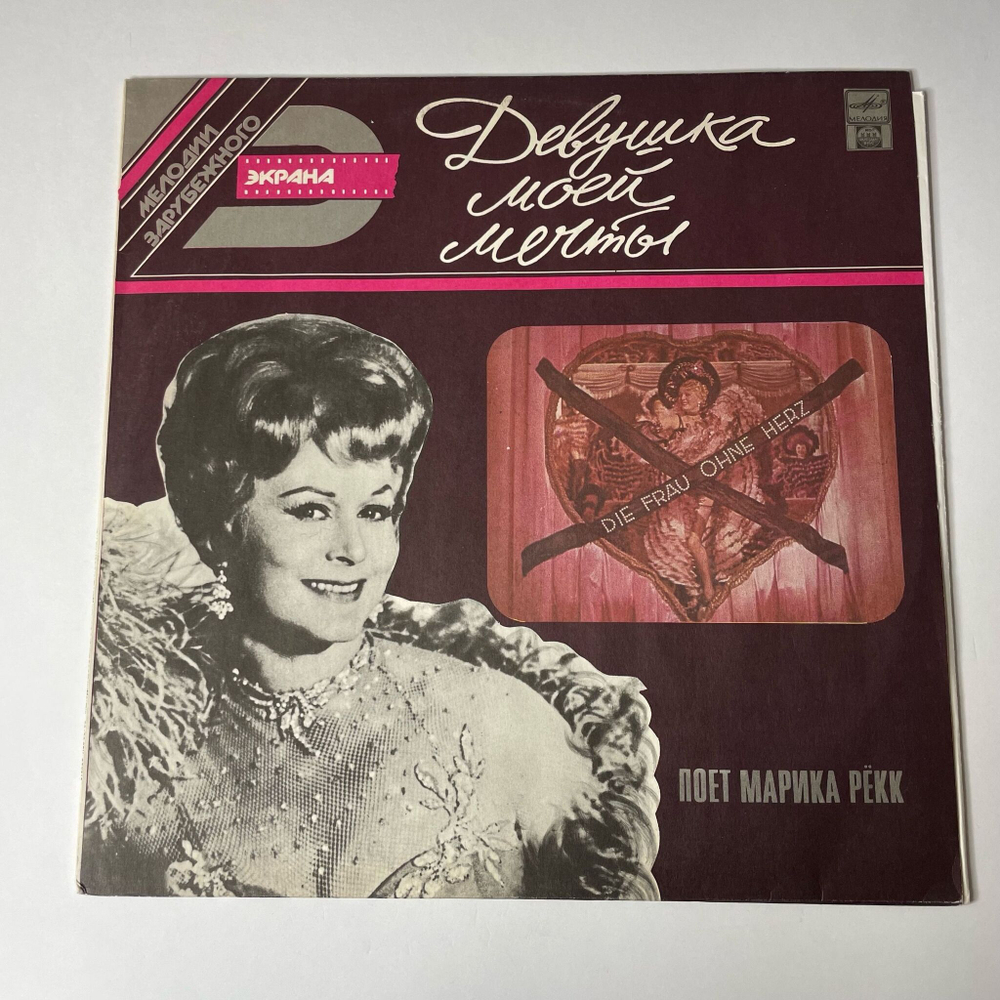 МЕЛОДИИ
ЗАРУБЕЖНОГО
ЭКРАНА
Девушка
моей
мечты
МЕЛОДИЯ
DIE FRAU OHNE HERZ
ПОЕТ МАРИКА РЁКК